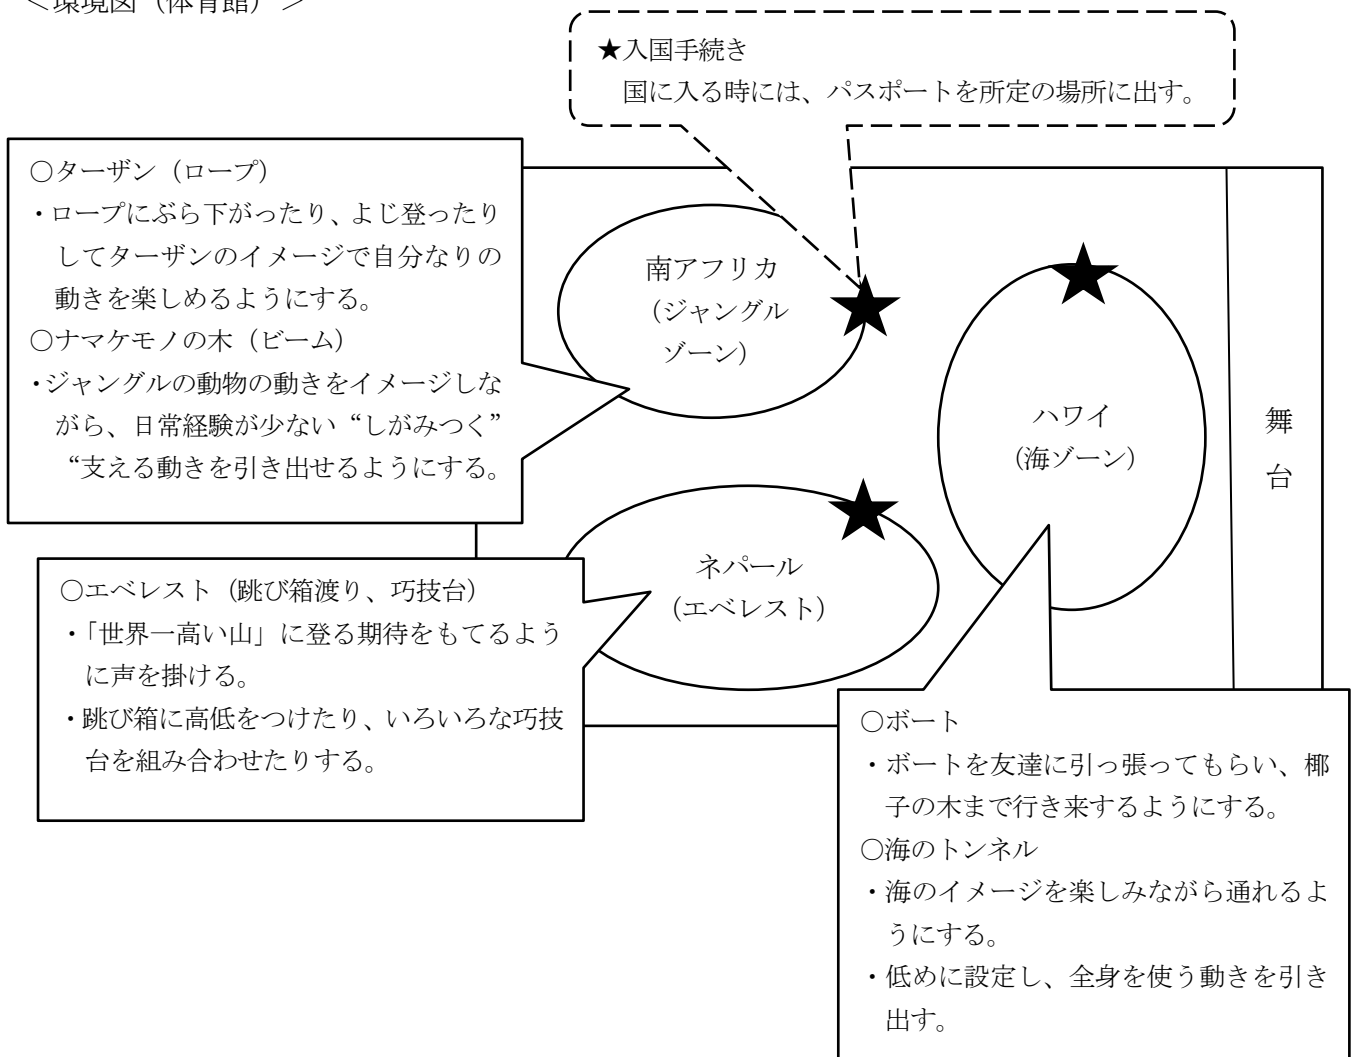 ＜環境図（体育館）＞
★入国手続き
国に入る時には、パスポートを所定の場所に出す。
○ターザン（ロープ）
・ロープにぶら下がったり、よじ登ったり
してターザンのイメージで自分なりの
動きを楽しめるようにする。
○ナマケモノの木（ビーム）
・ジャングルの動物の動きをイメージしな
がら、日常経験が少ない“しがみつく”
“支える動きを引き出せるようにする。
南アフリカ
（ジャングル
ゾーン）
ハワイ
（海ゾーン）
舞
台
ネパール
（エベレスト）
○エベレスト（跳び箱渡り、巧技台）
・「世界一高い山」に登る期待をもてるよう
に声を掛ける。
・跳び箱に高低をつけたり、いろいろな巧技
台を組み合わせたりする。
○ボート
・ボートを友達に引っ張ってもらい、椰
子の木まで行き来するようにする。
○海のトンネル
・海のイメージを楽しみながら通れるよ
うにする。
・低めに設定し、全身を使う動きを引き
出す。